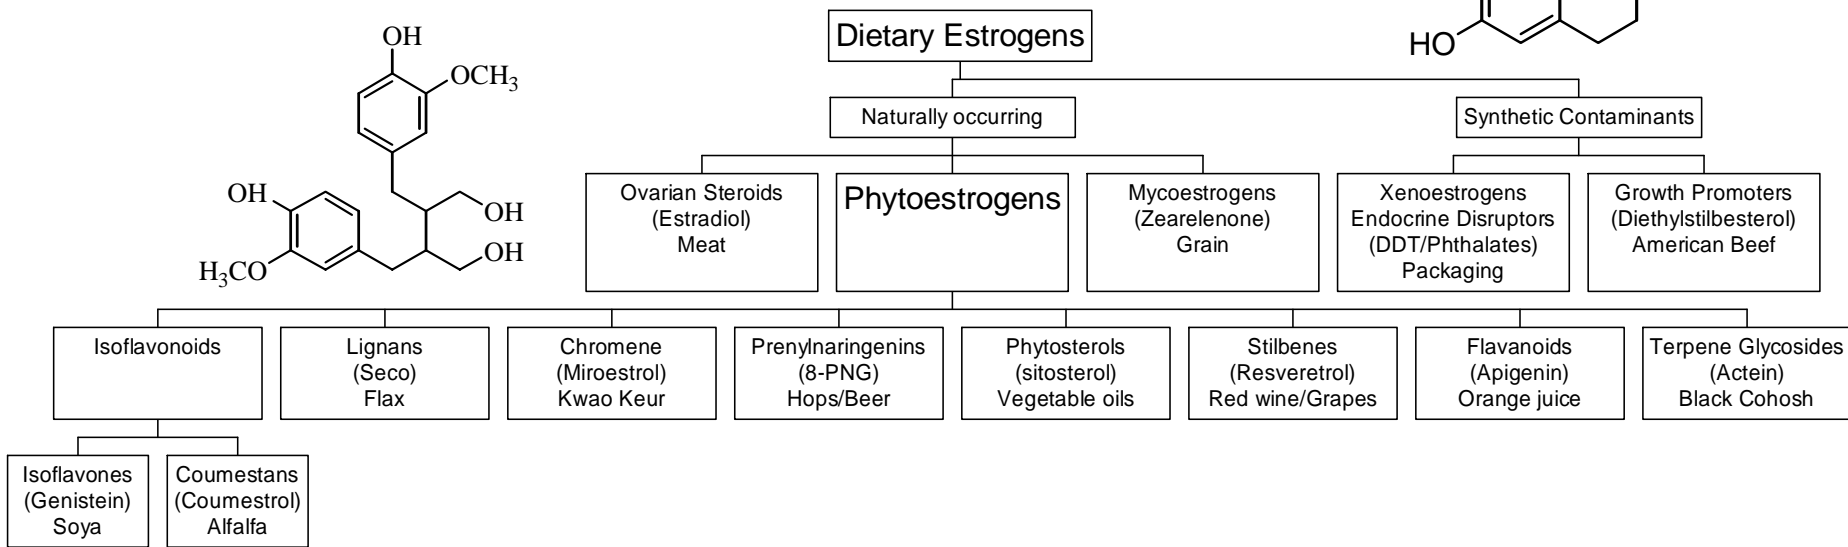 OH
OCH3
OH
H3CO
OH
OH
HO
Dietary Estrogens
Naturally occurring
Synthetic Contaminants
Ovarian Steroids
(Estradiol)
Meat
Phytoestrogens
Mycoestrogens
(Zearelenone)
Grain
Xenoestrogens
Endocrine Disruptors
(DDT/Phthalates)
Packaging
Growth Promoters
(Diethylstilbesterol)
American Beef
Isoflavonoids
Lignans
(Seco)
Flax
Chromene
(Miroestrol)
Kwao Keur
Prenylnaringenins
(8-PNG)
Hops/Beer
Phytosterols
(sitosterol)
Vegetable oils
Stilbenes
(Resveretrol)
Red wine/Grapes
Flavanoids
(Apigenin)
Orange juice
Terpene Glycosides
(Actein)
Black Cohosh
Isoflavones
(Genistein)
Soya
Coumestans
(Coumestrol)
Alfalfa